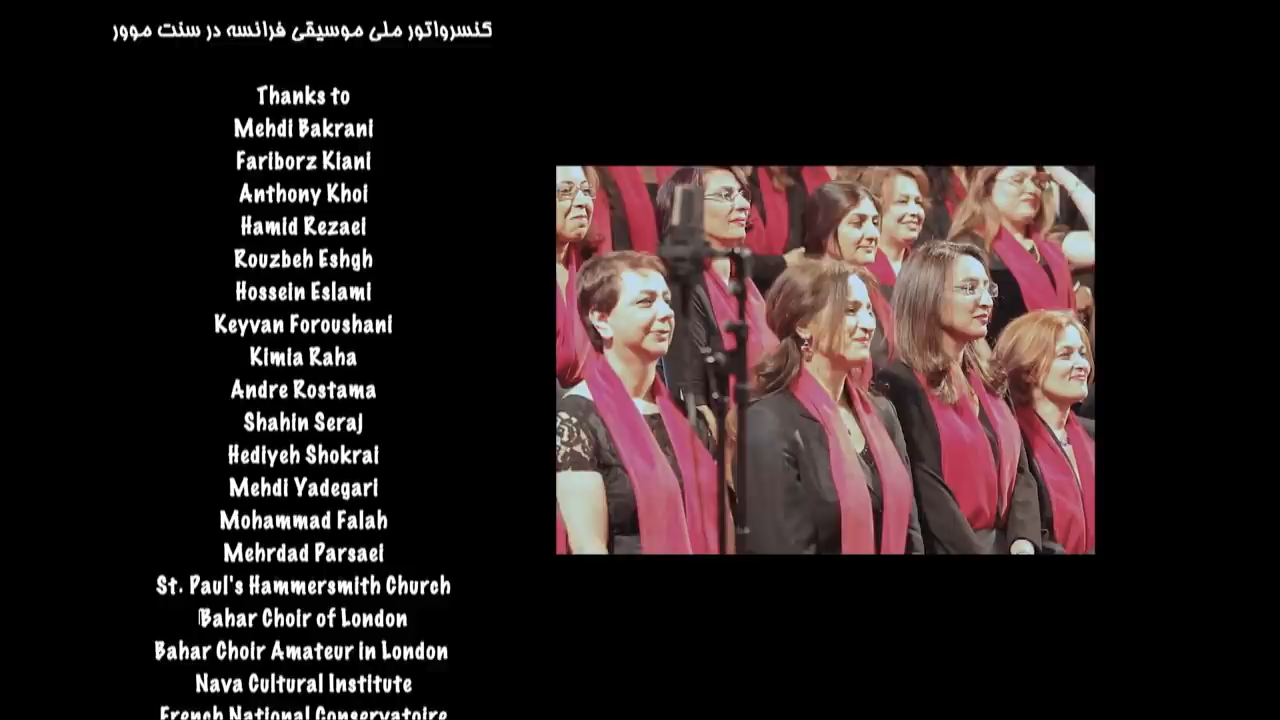 کنسرواتور ملی موسیقی فرانسه در سنت موور
Thanks to
Mehdi Bakrani
Fariborz Kiani
Anthony Khoi
Hamid Rezaei
Rouzbeh Eshgh
Hossein Eslami
Keyvan Foroushani
Kimia Raha
Andre Rostama
Shahin Seraj
Hediyeh Shokrai
Mehdi Yadegari
Mohammad Falah
Mehrdad Parsaei
St. Paul's Hammersmith Church
Bahar Choir of London
Bahar Choir Amateur in London
Nava Cultural Institute
French National Conservatoire